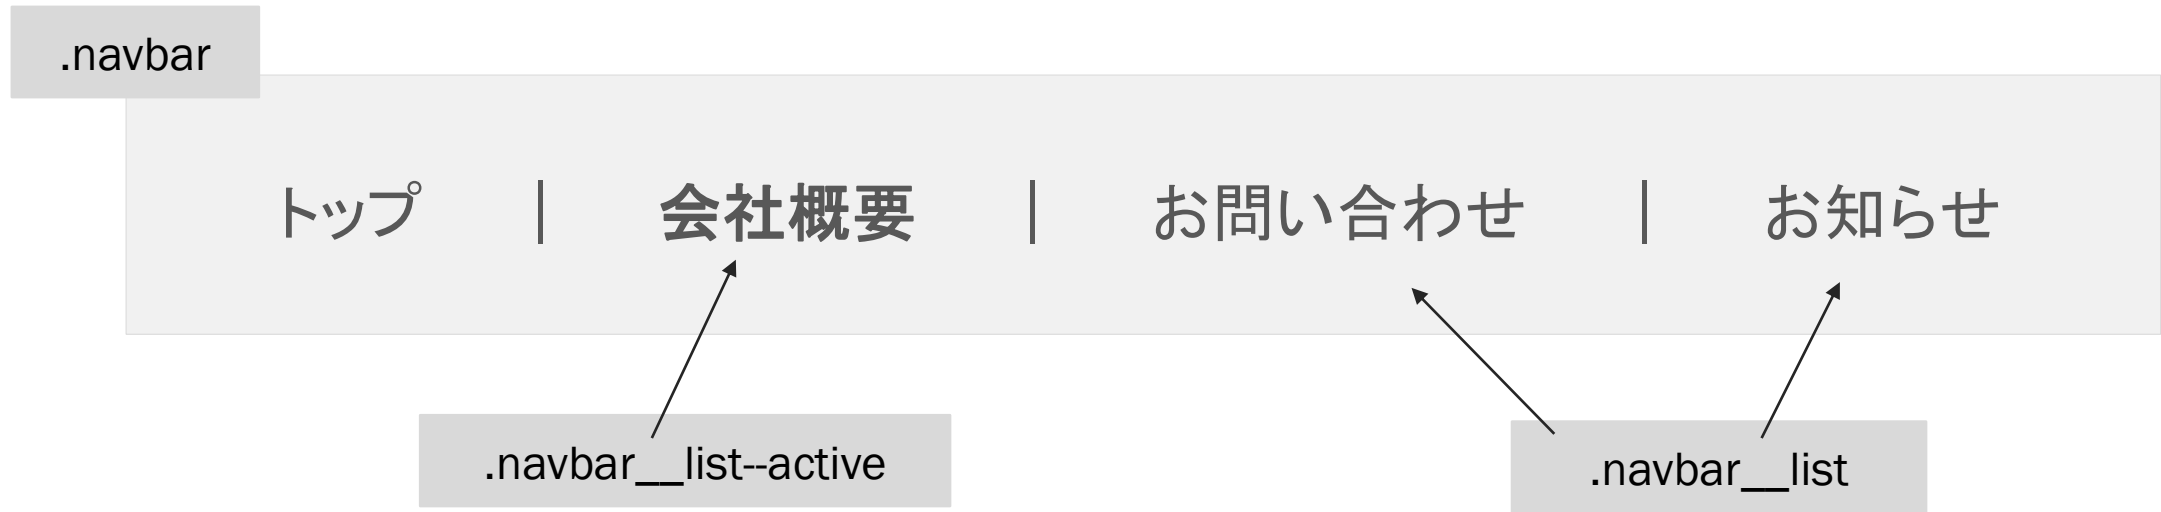 .navbar
トップ | 会社概要 | お問い合わせ | お知らせ
.navbar__list--active
.navbar__list